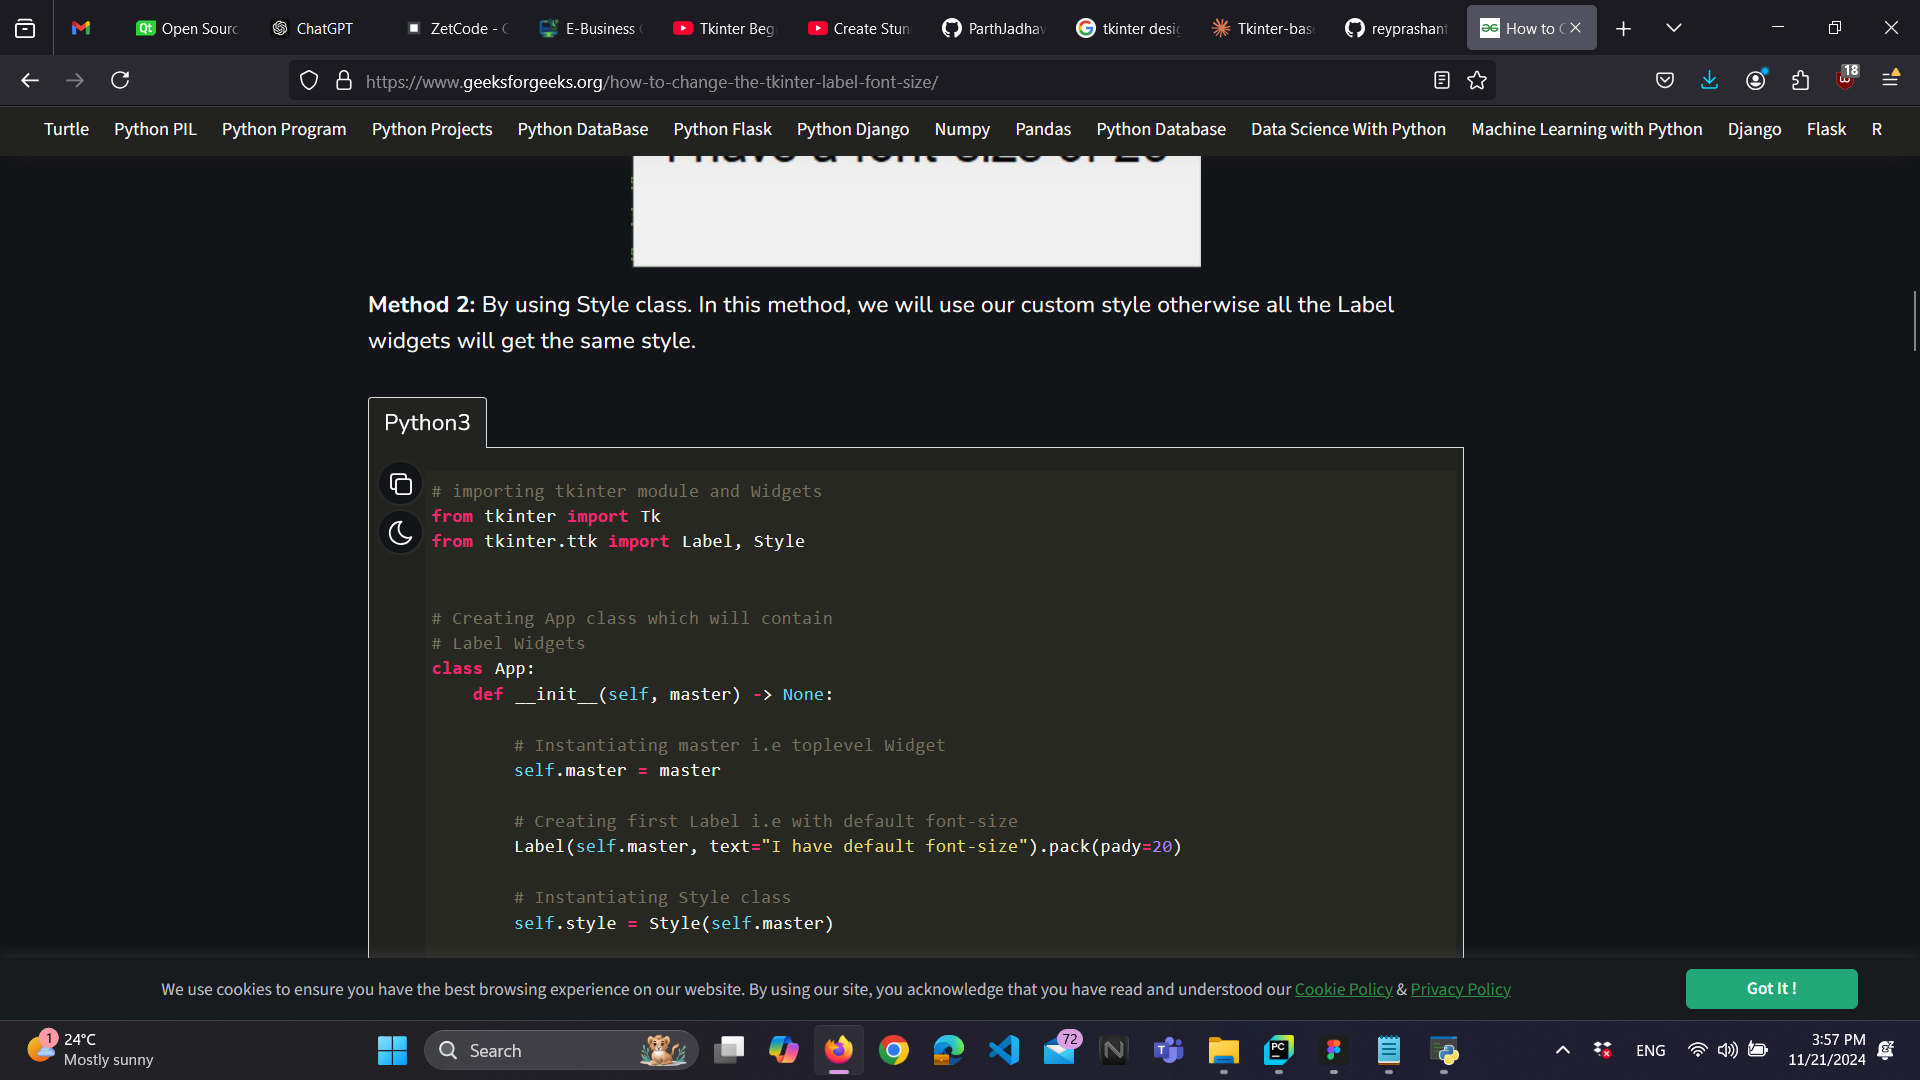 Open Sourc
ChatGPT
ZetCode - C
E-Business
Tkinter Beg
Create Stun
ParthJadhav
tkinter desig
Tkinter-bas
reyprashant
How to C
https://www.geeksforgeeks.org/how-to-change-the-tkinter-label-font-size/
18
Turtle Python PIL Python Program Python Projects Python DataBase Python Flask Python Django Numpy Pandas Python Database Data Science With Python Machine Learning with Python Django Flask R
I have a font-size of 20
Method 2: By using Style class. In this method, we will use our custom style otherwise all the Label
widgets will get the same style.
Python3
# importing tkinter module and Widgets
from tkinter import Tk
from tkinter.ttk import Label, Style
# Creating App class which will contain
# Label Widgets
class App:
    def __init__(self, master) -> None:
        # Instantiating master i.e toplevel Widget
        self.master = master
        # Creating first Label i.e with default font-size
        Label(self.master, text="I have default font-size").pack(pady=20)
        # Instantiating Style class
        self.style = Style(self.master)
We use cookies to ensure you have the best browsing experience on our website. By using our site, you acknowledge that you have read and understood our Cookie Policy & Privacy Policy
Got It !
1
24°C
Mostly sunny
Search
72
PC
ENG
3:57 PM
11/21/2024